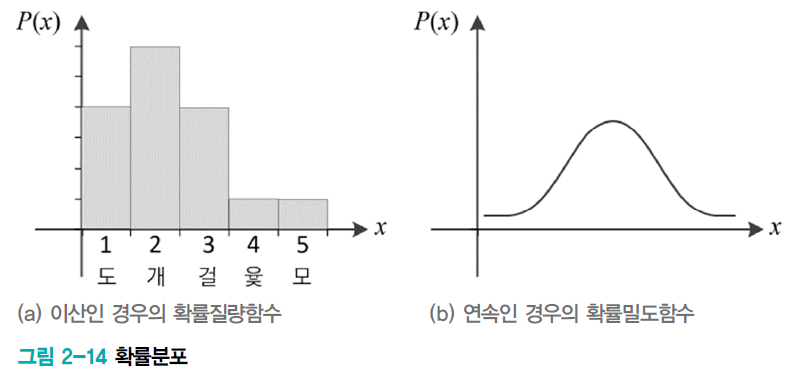 P(x)
x
1 2 3 4 5
도 개 걸 윷 모
(a) 이산인 경우의 확률질량함수
P(x)
x
(b) 연속인 경우의 확률밀도함수
그림 2-14 확률분포